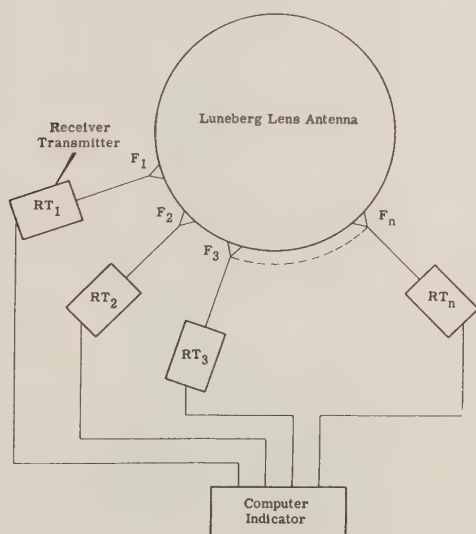 Luneberg Lens Antenna
Receiver
Transmitter
F1
RT1
F2
F3
Fn
RT2
RTn
RT3
Computer
Indicator